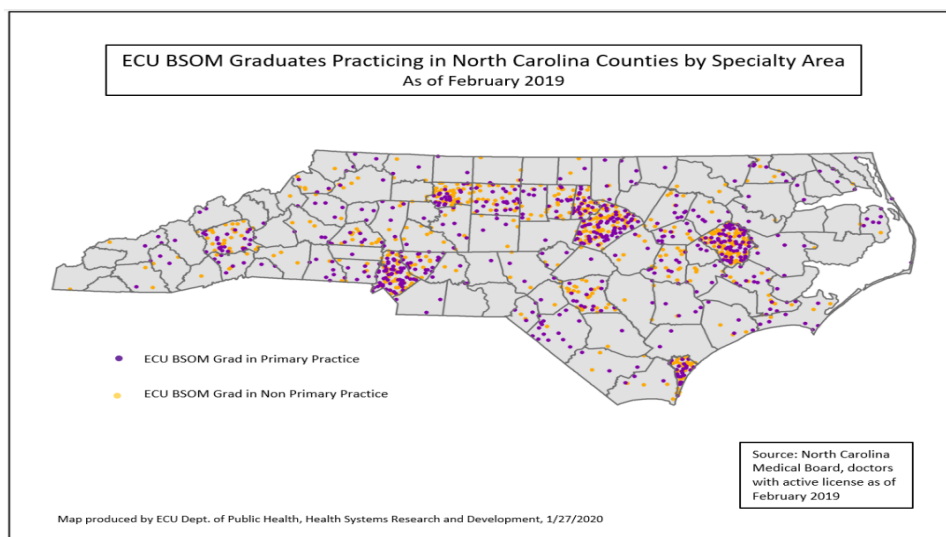 ECU BSOM Graduates Practicing in North Carolina Counties by Specialty Area
As of February 2019
ECU BSOM Grad in Primary Practice
ECU BSOM Grad in Non Primary Practice
Source: North Carolina
Medical Board, doctors
with active license as of
February 2019
Map produced by ECU Dept. of Public Health, Health Systems Research and Development, 1/27/2020